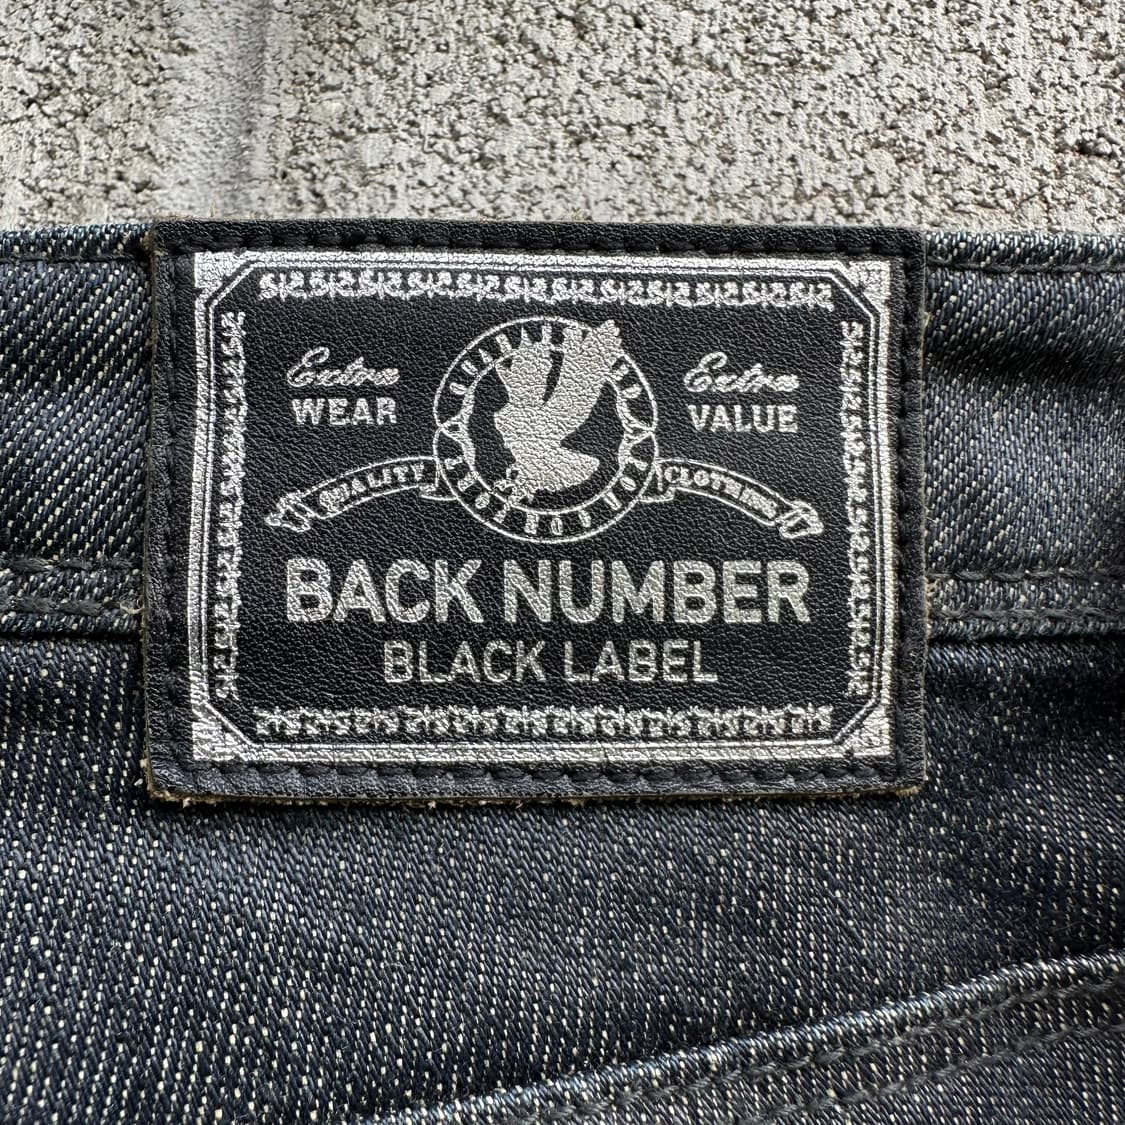 Extra
WEAR
Extra
VALUE
QUALITY
CLOTHING
BACK NUMBER
BLACK LABEL